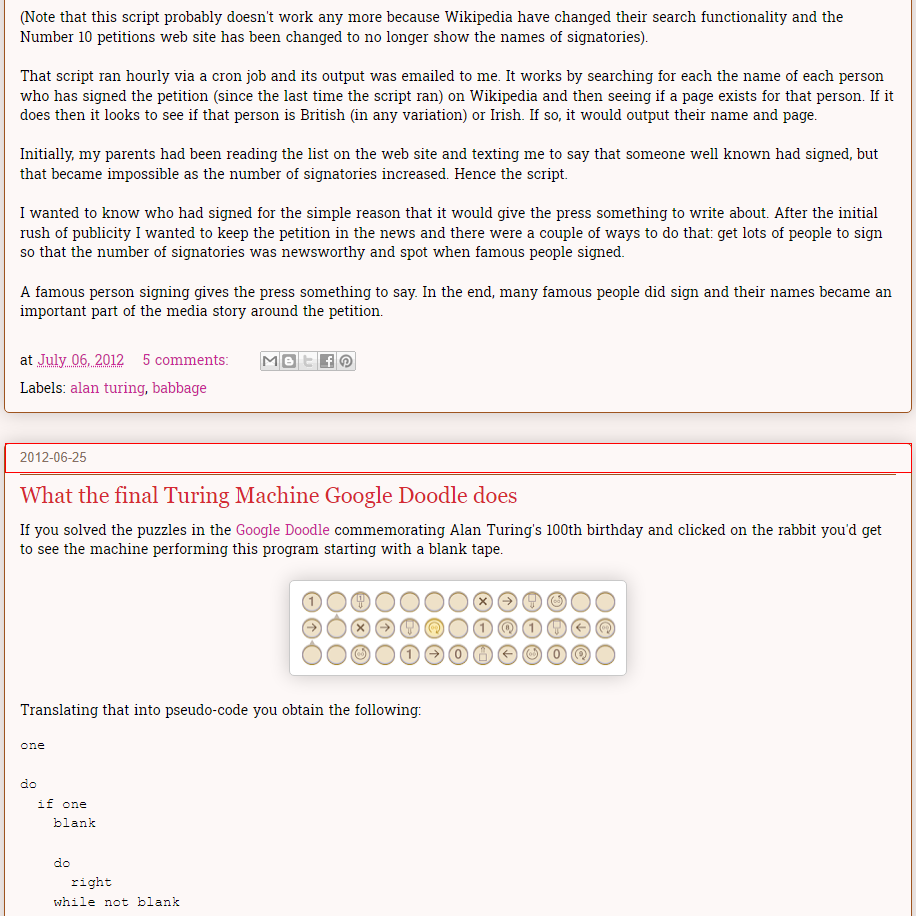 (Note that this script probably doesn't work any more because Wikipedia have changed their search functionality and the
Number 10 petitions web site has been changed to no longer show the names of signatories).
That script ran hourly via a cron job and its output was emailed to me. It works by searching for each the name of each person
who has signed the petition (since the last time the script ran) on Wikipedia and then seeing if a page exists for that person. If it
does then it looks to see if that person is British (in any variation) or Irish. If so, it would output their name and page.
Initially, my parents had been reading the list on the web site and texting me to say that someone well known had signed, but
that became impossible as the number of signatories increased. Hence the script.
I wanted to know who had signed for the simple reason that it would give the press something to write about. After the initial
rush of publicity I wanted to keep the petition in the news and there were a couple of ways to do that: get lots of people to sign
so that the number of signatories was newsworthy and spot when famous people signed.
A famous person signing gives the press something to say. In the end, many famous people did sign and their names became an
important part of the media story around the petition.
at July 06, 2012 5 comments:
Labels: alan turing, babbage
2012-06-25
What the final Turing Machine Google Doodle does
If you solved the puzzles in the Google Doodle commemorating Alan Turing's 100th birthday and clicked on the rabbit you'd get
to see the machine performing this program starting with a blank tape.
1 × →
→ × → 1 1 ←
1 → 0 ← 0
Translating that into pseudo-code you obtain the following:
one
do
if one
blank
do
right
while not blank